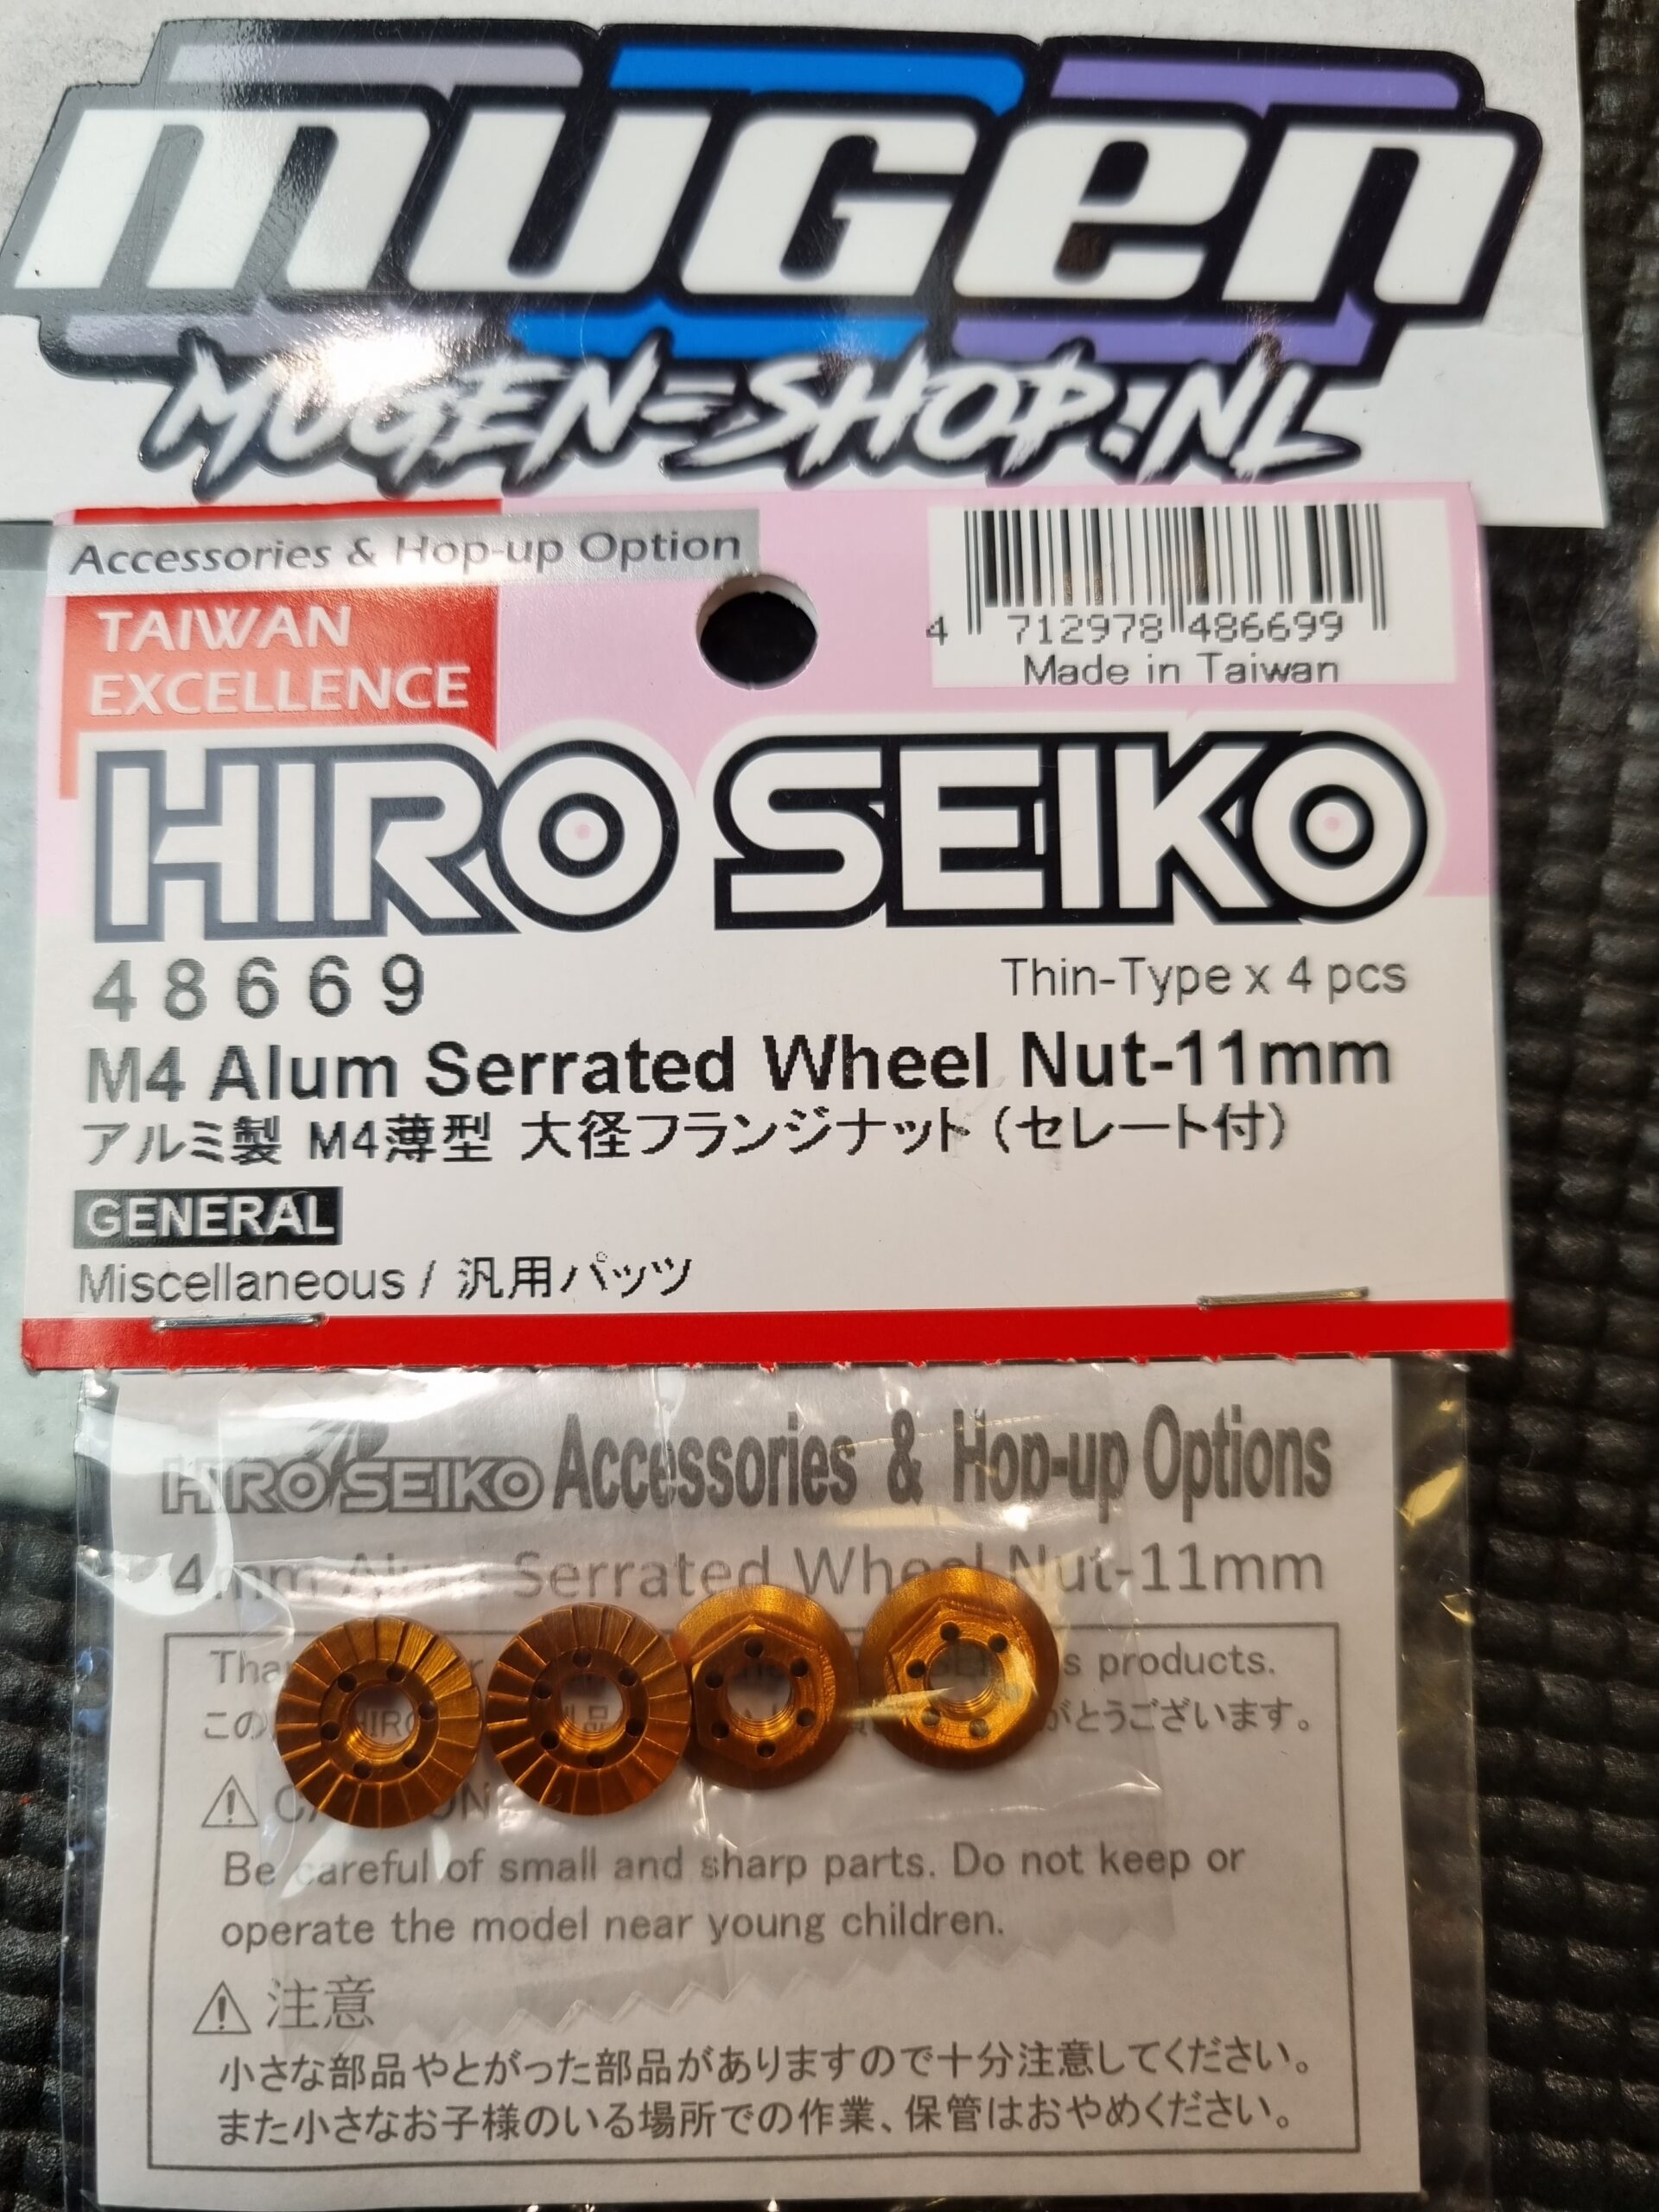 mugen
MUGEN-SHOP.NL
Accessories & Hop-up Option
TAIWAN
EXCELLENCE
4 712978 486699
Made in Taiwan
HIRO SEIKO
48669
Thin-Type x 4 pcs
M4 Alum Serrated Wheel Nut-11mm
アルミ製 M4薄型 大径フランジナット（セレート付）
GENERAL
Miscellaneous / 汎用パッツ
HIRO SEIKO Accessories & Hop-up Options
4mm Alum Serrated Wheel Nut-11mm
products.
この HIRO 品 がとうございます。
Be careful of small and sharp parts. Do not keep or
operate the model near young children.
注意
小さな部品やとがった部品がありますので十分注意してください。
また小さなお子様のいる場所での作業、保管はおやめください。